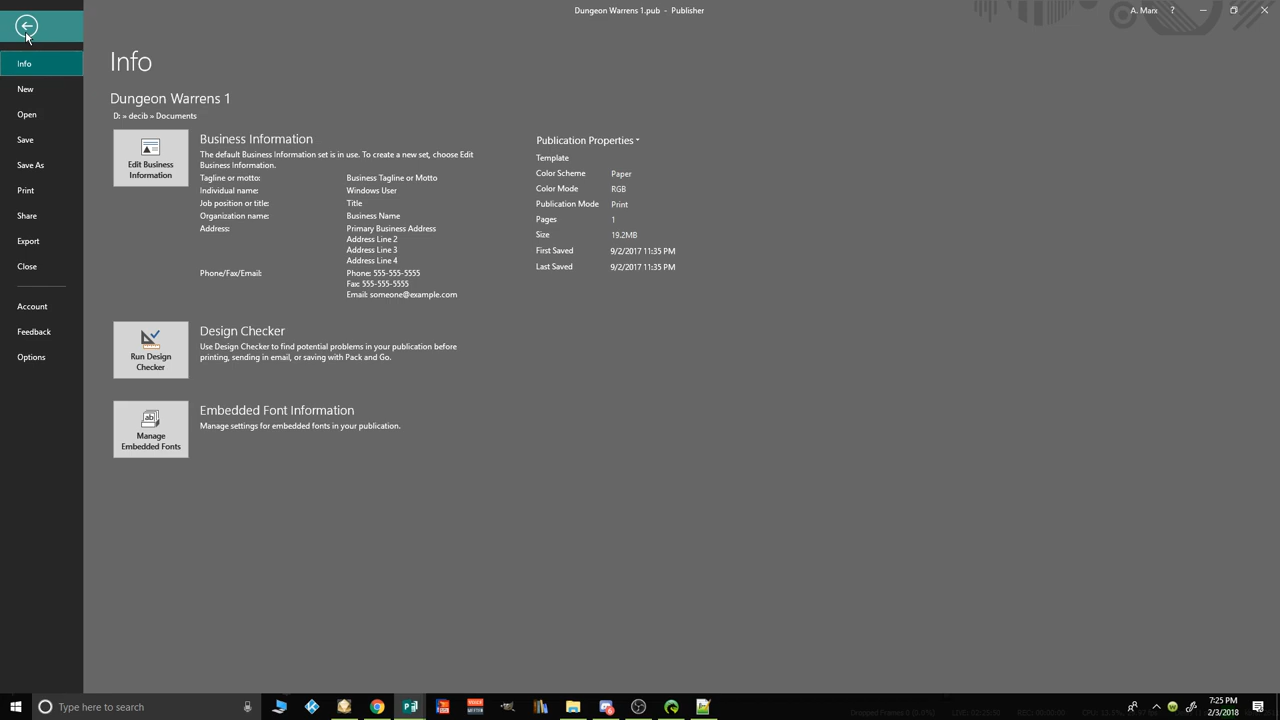 Dungeon Warrens 1.pub - Publisher
A. Marx ?
Info
New
Open
Save
Save As
Print
Share
Export
Close
Account
Feedback
Options
Info
Dungeon Warrens 1
D: » decib » Documents
Edit Business
Information
Business Information
The default Business Information set is in use. To create a new set, choose Edit
Business Information.
Tagline or motto: Business Tagline or Motto
Individual name: Windows User
Job position or title: Title
Organization name: Business Name
Address: Primary Business Address
Address Line 2
Address Line 3
Address Line 4
Phone/Fax/Email: Phone: 555-555-5555
Fax: 555-555-5555
Email: someone@example.com
Run Design
Checker
Design Checker
Use Design Checker to find potential problems in your publication before
printing, sending in email, or saving with Pack and Go.
Manage
Embedded Fonts
Embedded Font Information
Manage settings for embedded fonts in your publication.
Publication Properties
Template
Color Scheme Paper
Color Mode RGB
Publication Mode Print
Pages 1
Size 19.2MB
First Saved 9/2/2017 11:35 PM
Last Saved 9/2/2017 11:35 PM
Type here to search
7:25 PM
2/3/2018